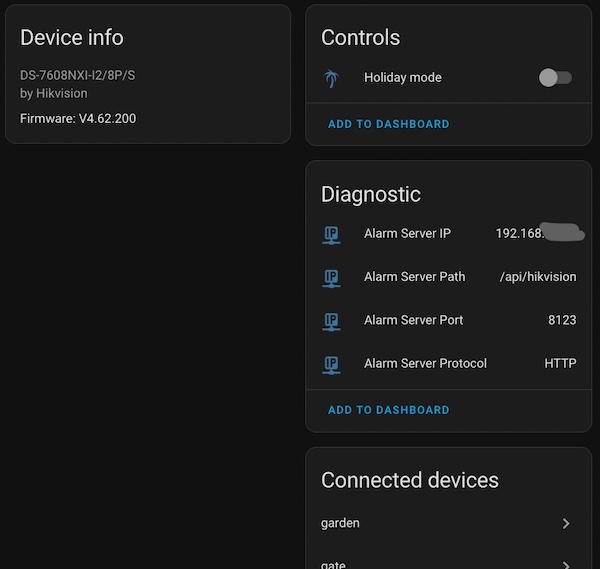 Device info
DS-7608NXI-I2/8P/S
by Hikvision
Firmware: V4.62.200
Controls
Holiday mode
ADD TO DASHBOARD
Diagnostic
Alarm Server IP 192.168.
Alarm Server Path /api/hikvision
Alarm Server Port 8123
Alarm Server Protocol HTTP
ADD TO DASHBOARD
Connected devices
garden
gate